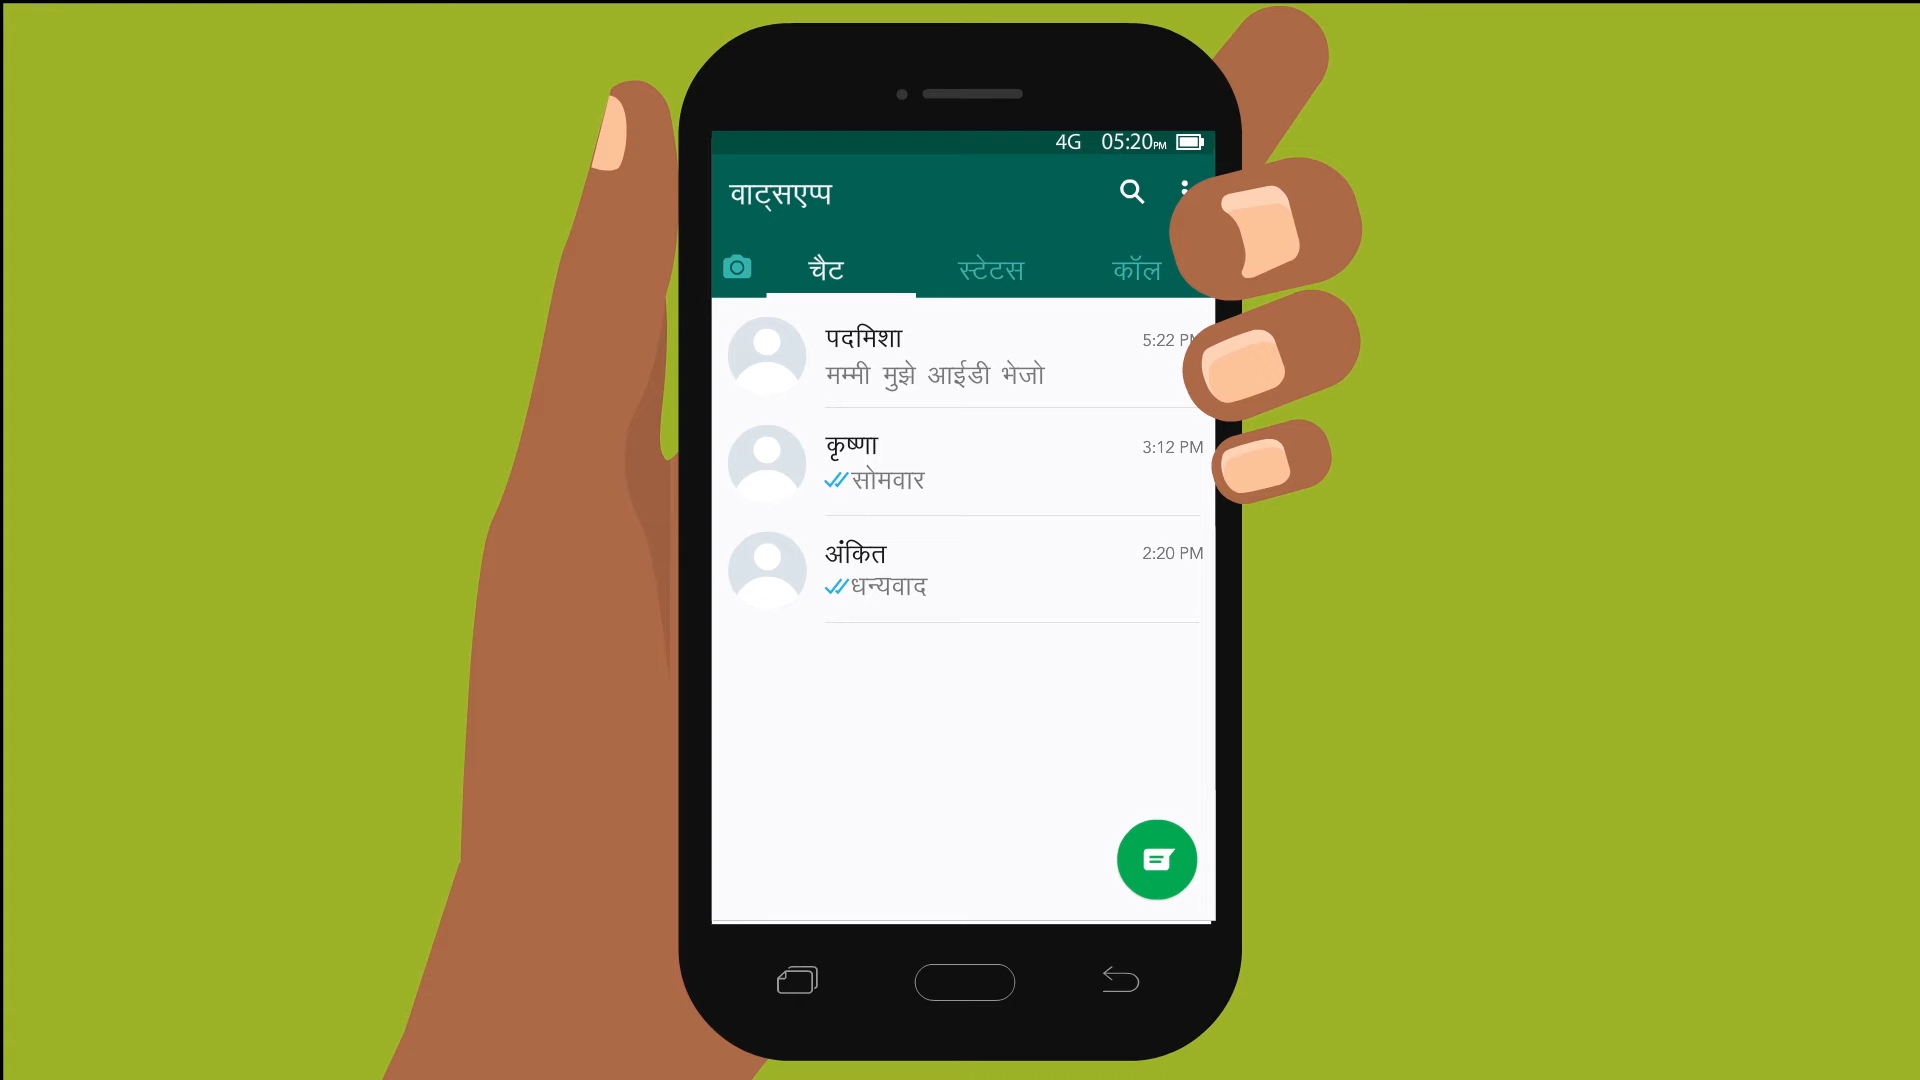 4G 05:20PM
वाट्सएप्प
चैट स्टेटस कॉल
पदमिशा 5:22 PM
मम्मी मुझे आईडी भेजो
कृष्णा 3:12 PM
सोमवार
अंकित 2:20 PM
धन्यवाद